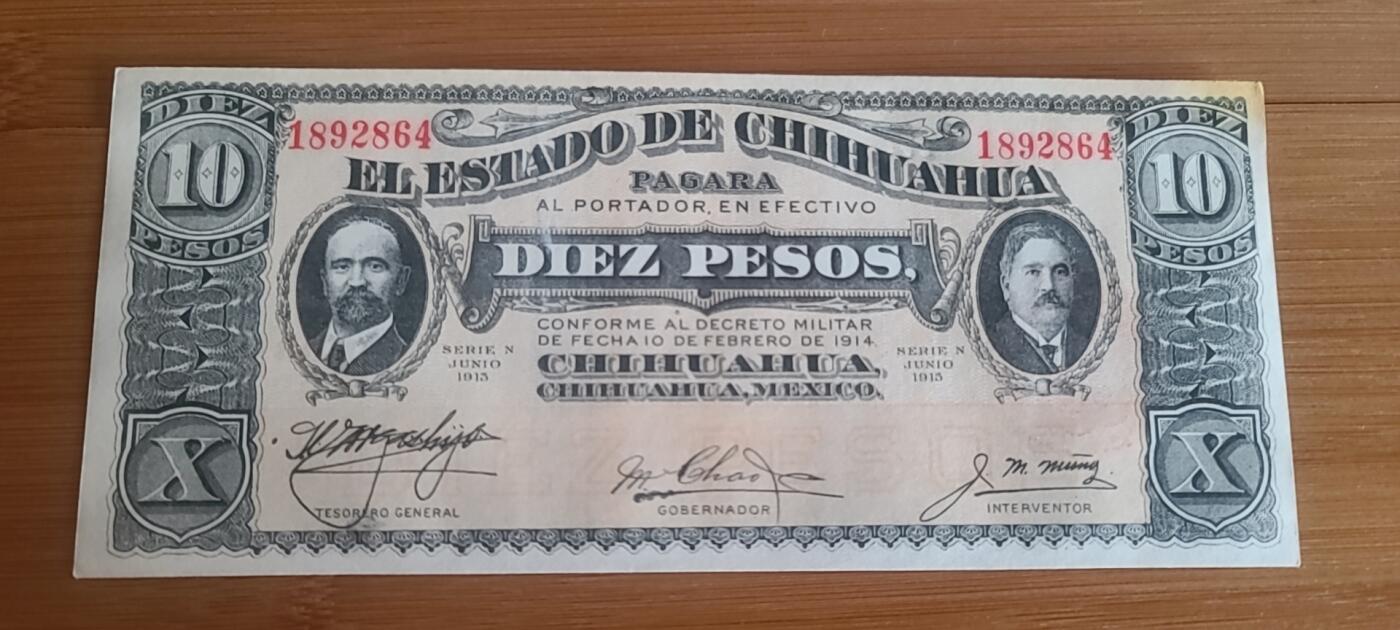 DIEZ
10
PESOS
1892864
1892864
DIEZ
10
PESOS
EL ESTADO DE CHIHUAHUA
PAGARA
AL PORTADOR, EN EFECTIVO
DIEZ PESOS.
CONFORME AL DECRETO MILITAR
DE FECHA 10 DE FEBRERO DE 1914.
CHIHUAHUA,
CHIHUAHUA, MEXICO.
SERIE N
JUNIO
1915
SERIE N
JUNIO
1915
X
X
M Chao
J. M. Muñoz
TESORERO GENERAL
GOBERNADOR
INTERVENTOR